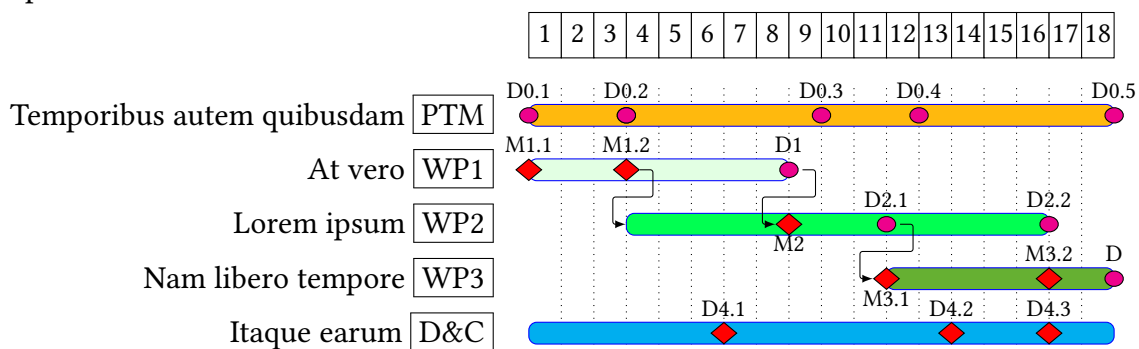 1 2 3 4 5 6 7 8 9 10 11 12 13 14 15 16 17 18
D0.1 D0.2 D0.3 D0.4 D0.5
Temporibus autem quibusdam PTM
M1.1 M1.2 D1
At vero WP1
D2.1 D2.2
Lorem ipsum WP2
M2
M3.2 D
Nam libero tempore WP3
M3.1
D4.1 D4.2 D4.3
Itaque earum D&C